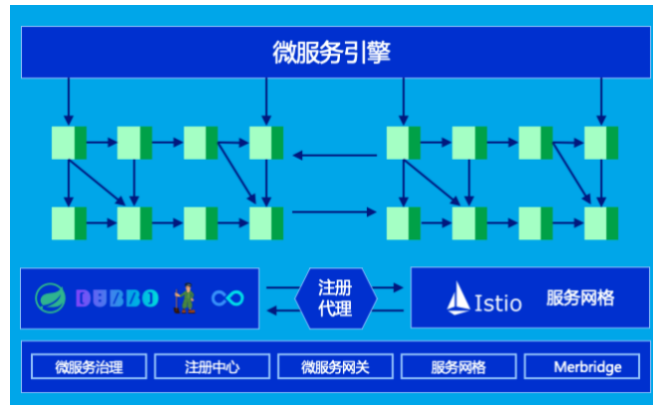 微服务引擎
DUBBO
注册
代理
Istio 服务网格
微服务治理 注册中心 微服务网关 服务网格 Merbridge